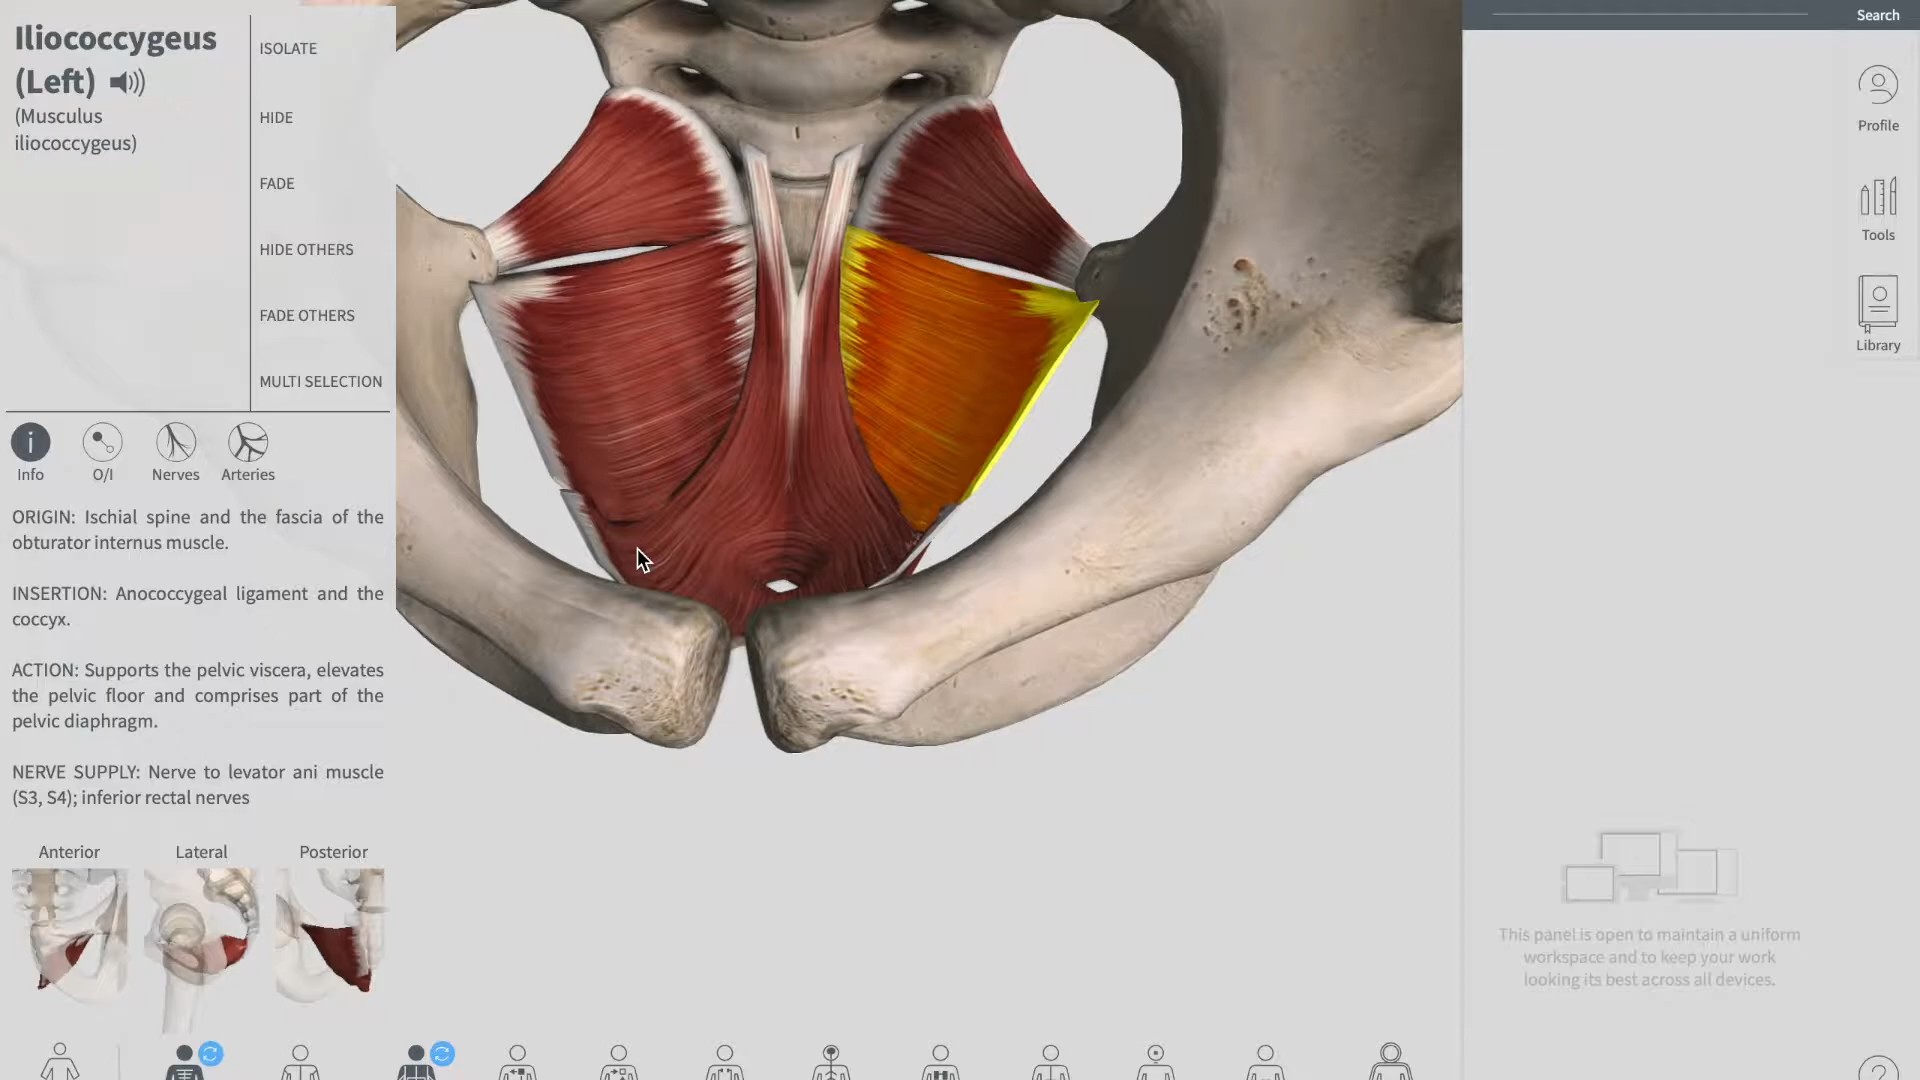 Iliococcygeus
(Left)
(Musculus
iliococcygeus)
ISOLATE
HIDE
FADE
HIDE OTHERS
FADE OTHERS
MULTI SELECTION
Info
O/I
Nerves
Arteries
ORIGIN: Ischial spine and the fascia of the
obturator internus muscle.
INSERTION: Anococcygeal ligament and the
coccyx.
ACTION: Supports the pelvic viscera, elevates
the pelvic floor and comprises part of the
pelvic diaphragm.
NERVE SUPPLY: Nerve to levator ani muscle
(S3, S4); inferior rectal nerves
Anterior
Lateral
Posterior
Search
Profile
Tools
Library
This panel is open to maintain a uniform
workspace and to keep your work
looking its best across all devices.